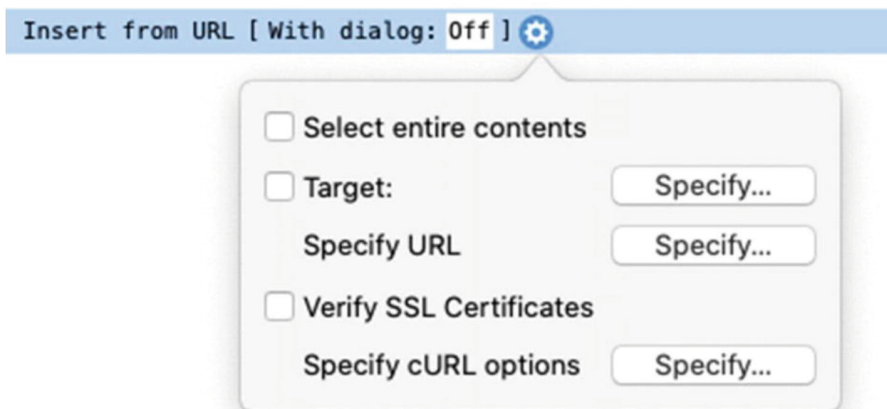 Insert from URL [ With dialog: Off ]
Select entire contents
Target: Specify...
Specify URL Specify...
Verify SSL Certificates
Specify cURL options Specify...